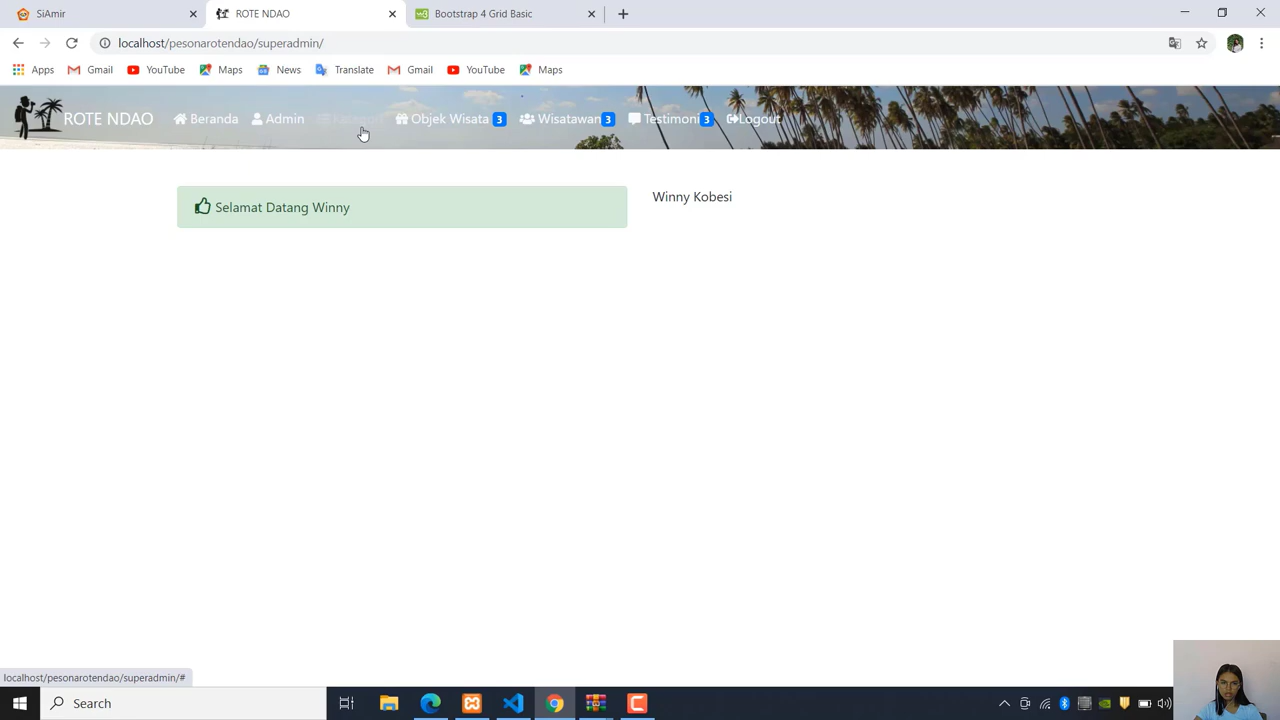 SiAmir
ROTE NDAO
Bootstrap 4 Grid Basic
localhost/pesonarotendao/superadmin/
Apps Gmail YouTube Maps News Translate Gmail YouTube Maps
ROTE NDAO Beranda Admin Kategori Objek Wisata 3 Wisatawan 3 Testimoni 3 Logout
Selamat Datang Winny
Winny Kobesi
localhost/pesonarotendao/superadmin/#
Search